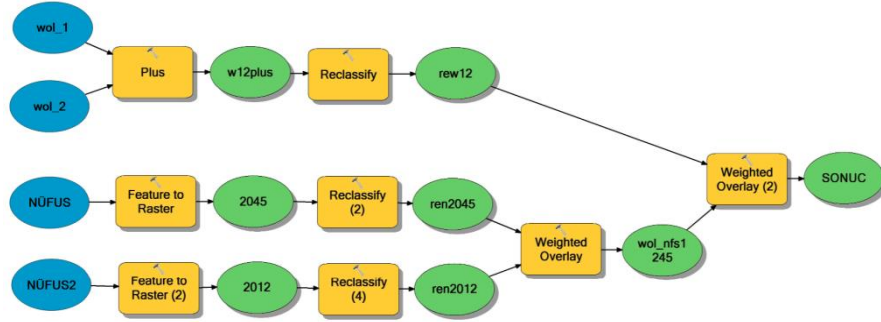 wol_1
wol_2
Plus
w12plus
Reclassify
rew12
NÜFUS
Feature to
Raster
2045
Reclassify
(2)
ren2045
NÜFUS2
Feature to
Raster (2)
2012
Reclassify
(4)
ren2012
Weighted
Overlay
wol_nfs1
245
Weighted
Overlay (2)
SONUC